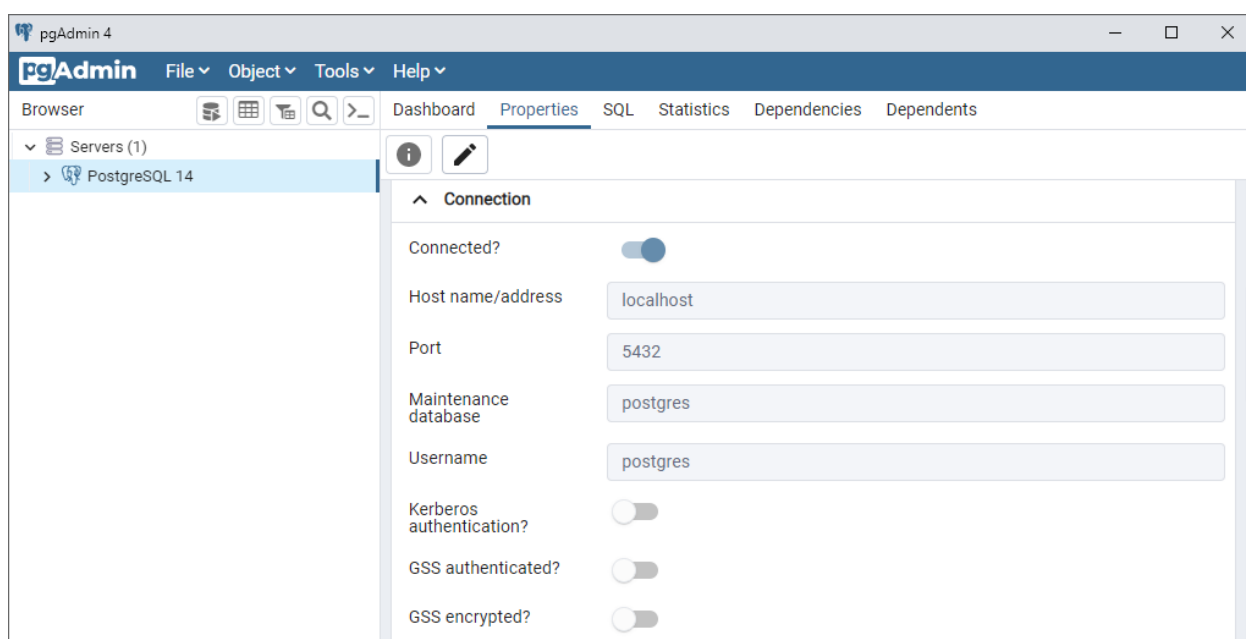 pgAdmin 4
pgAdmin File Object Tools Help
Browser
Dashboard Properties SQL Statistics Dependencies Dependents
Servers (1)
PostgreSQL 14
Connection
Connected?
Host name/address localhost
Port 5432
Maintenance
database
postgres
Username postgres
Kerberos
authentication?
GSS authenticated?
GSS encrypted?